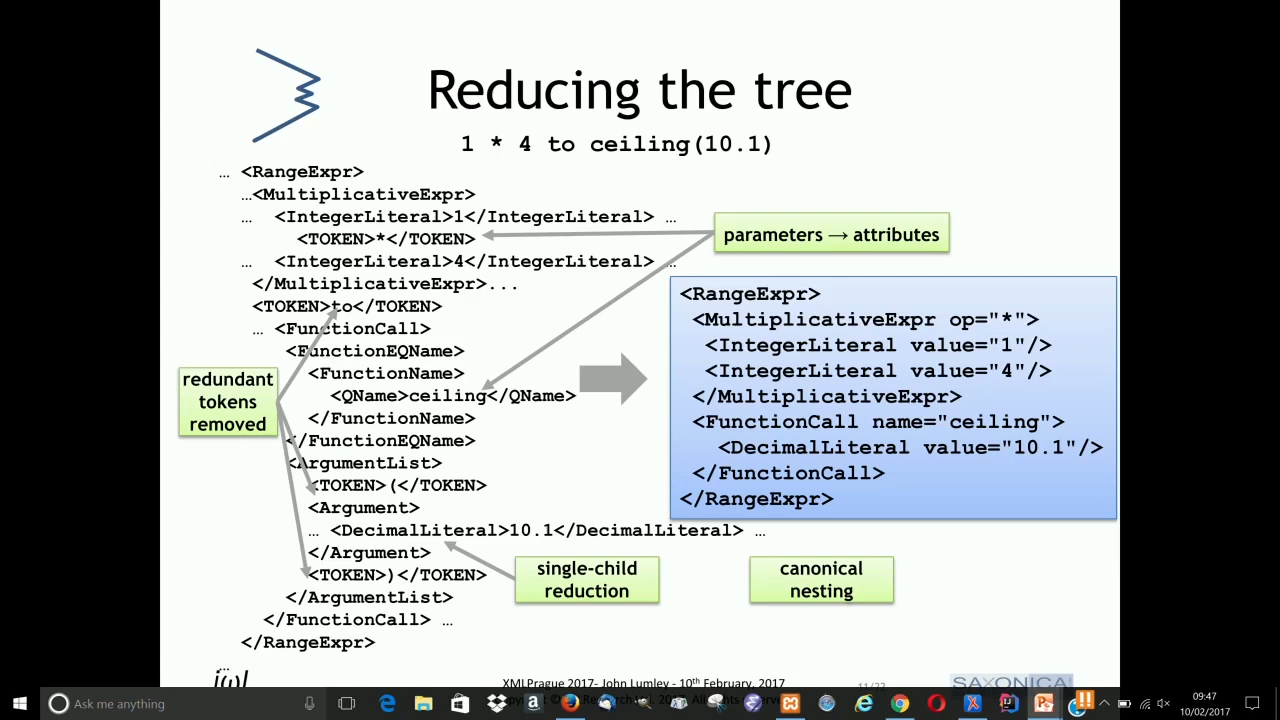 Reducing the tree
1 * 4 to ceiling(10.1)
… <RangeExpr>
…<MultiplicativeExpr>
… <IntegerLiteral>1</IntegerLiteral> …
<TOKEN>*</TOKEN>
… <IntegerLiteral>4</IntegerLiteral> …
</MultiplicativeExpr>...
<TOKEN>to</TOKEN>
… <FunctionCall>
<FunctionEQName>
<FunctionName>
<QName>ceiling</QName>
</FunctionName>
</FunctionEQName>
<ArgumentList>
<TOKEN>(</TOKEN>
<Argument>
… <DecimalLiteral>10.1</DecimalLiteral> …
</Argument>
<TOKEN>)</TOKEN>
</ArgumentList>
</FunctionCall> …
</RangeExpr>
…
redundant
tokens
removed
parameters → attributes
<RangeExpr>
<MultiplicativeExpr op="*">
<IntegerLiteral value="1"/>
<IntegerLiteral value="4"/>
</MultiplicativeExpr>
<FunctionCall name="ceiling">
<DecimalLiteral value="10.1"/>
</FunctionCall>
</RangeExpr>
single-child
reduction
canonical
nesting
XMLPrague 2017- John Lumley - 10th February, 2017
11/22
SAXONICA
Ask me anything
09:47
10/02/2017